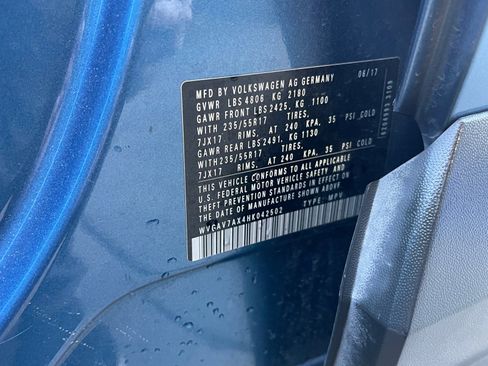 MFD BY VOLKSWAGEN AG GERMANY 06/17
GVWR LBS 4806 KG 2180
GAWR FRONT LBS 2425, KG 1100
WITH 235/55R17 TIRES,
7JX17 RIMS, AT 240 KPA, 35 PSI COLD
GAWR REAR LBS 2491, KG 1130
WITH 235/55R17 TIRES,
7JX17 RIMS, AT 240 KPA, 35 PSI COLD
THIS VEHICLE CONFORMS TO ALL APPLICABLE
U.S. FEDERAL MOTOR VEHICLE SAFETY AND
THEFT PREVENTION STANDARDS IN EFFECT ON
THE DATE OF MANUFACTURE SHOWN ABOVE.
WVGAV7AX4HK042502 TYPE: MPV